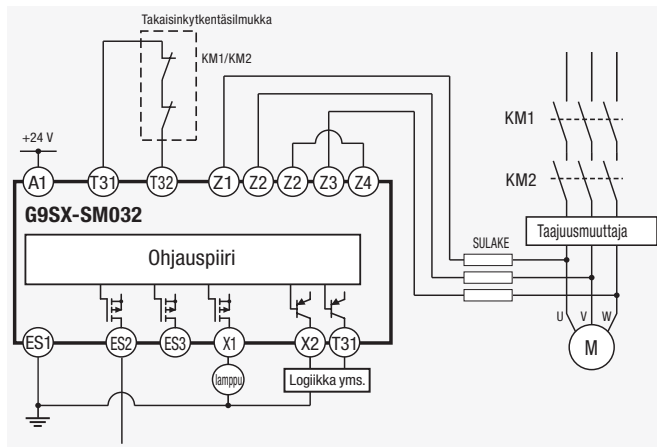 Takaisinkytkentäsilmukka
KM1/KM2
+24 V
A1 T31 T32 Z1 Z2 Z2 Z3 Z4
G9SX-SM032
Ohjauspiiri
ES1 ES2 ES3 X1 X2 T31
lamppu
Logiikka yms.
KM1
KM2
Taajuusmuuttaja
SULAKE
U V W
M